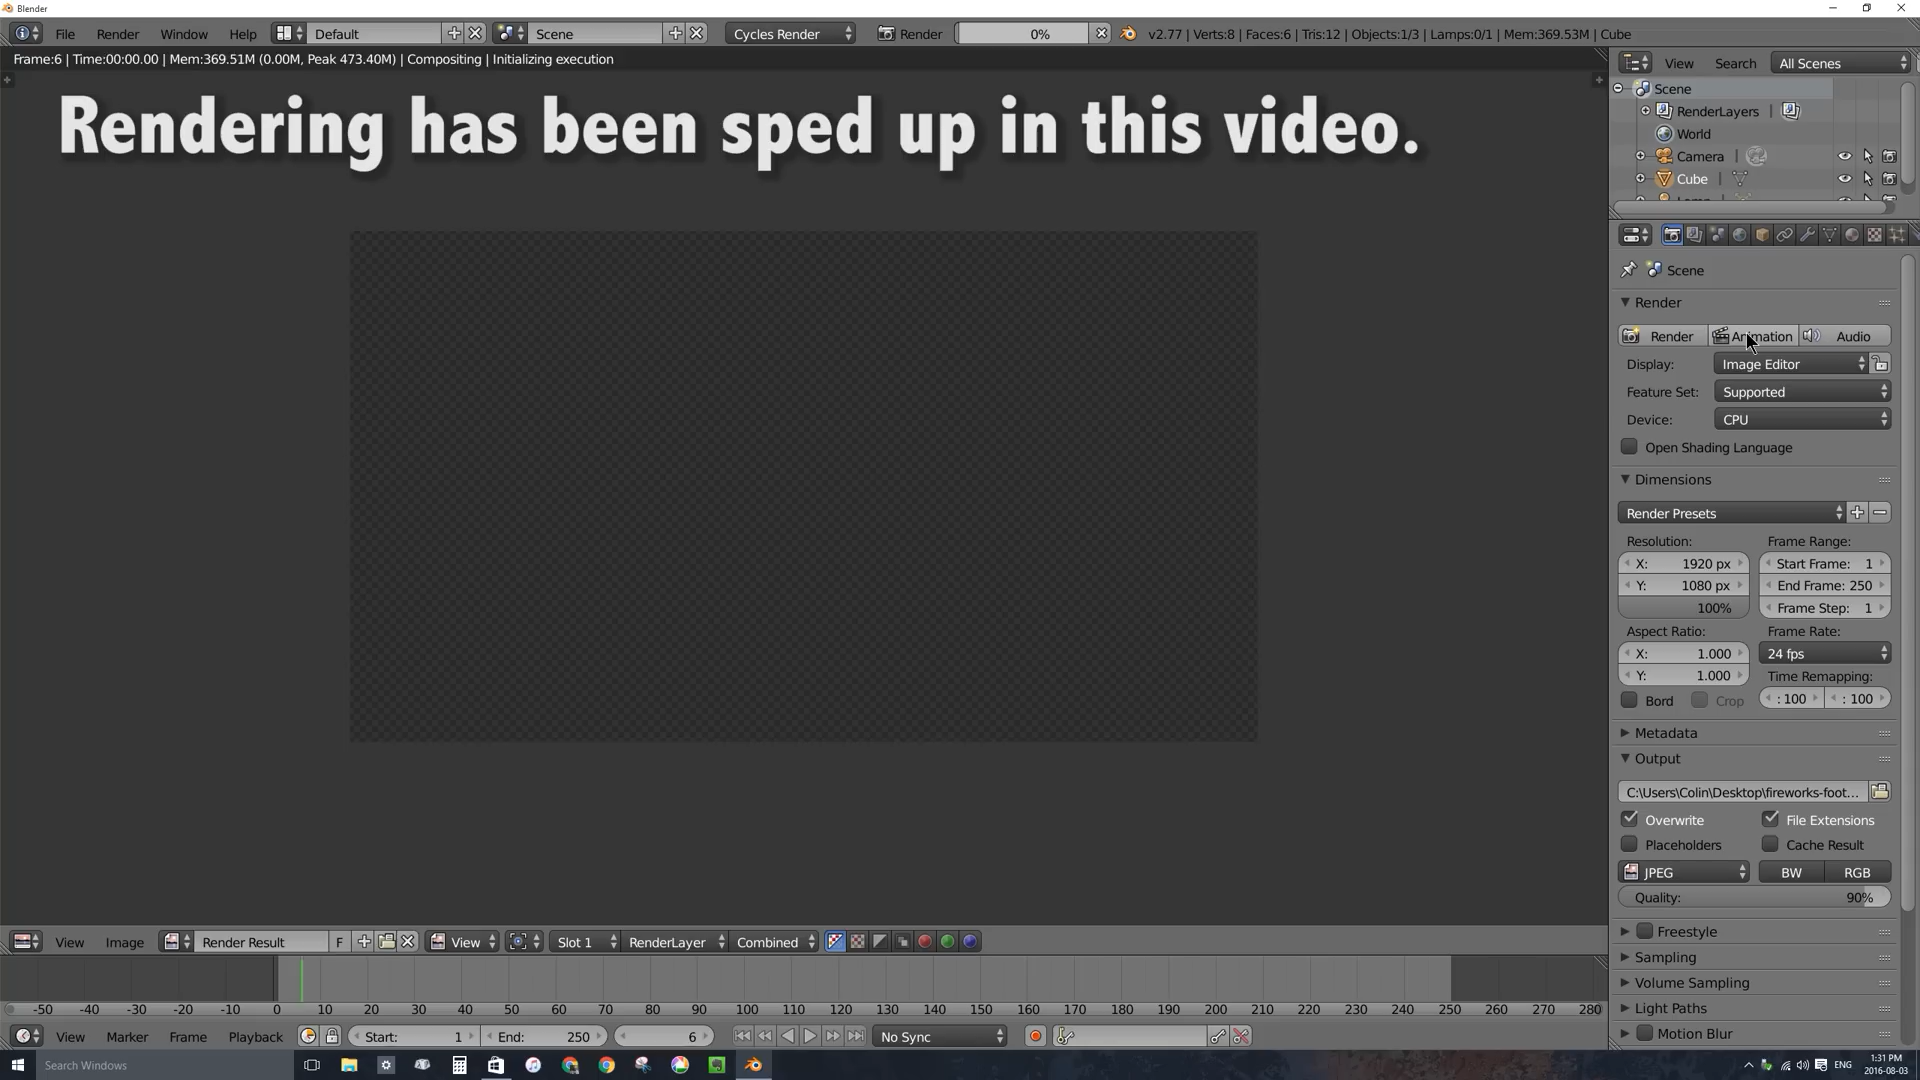 Blender
File Render Window Help Default Scene Cycles Render Render 0% v2.77 | Verts:8 | Faces:6 | Tris:12 | Objects:1/3 | Lamps:0/1 | Mem:369.53M | Cube
Frame:6 | Time:00:00.00 | Mem:369.51M (0.00M, Peak 473.40M) | Compositing | Initializing execution
Rendering has been sped up in this video.
View Search All Scenes
Scene
RenderLayers
World
Camera
Cube
Scene
Render
Render Animation Audio
Display: Image Editor
Feature Set: Supported
Device: CPU
Open Shading Language
Dimensions
Render Presets
Resolution: Frame Range:
X: 1920 px Start Frame: 1
Y: 1080 px End Frame: 250
100% Frame Step: 1
Aspect Ratio: Frame Rate:
X: 1.000 24 fps
Y: 1.000 Time Remapping:
Bord Crop : 100 : 100
Metadata
Output
C:\Users\Colin\Desktop\fireworks-foot...
Overwrite File Extensions
Placeholders Cache Result
JPEG BW RGB
Quality: 90%
Freestyle
Sampling
Volume Sampling
Light Paths
Motion Blur
View Image Render Result F View Slot 1 RenderLayer Combined
-50 -40 -30 -20 -10 0 10 20 30 40 50 60 70 80 90 100 110 120 130 140 150 160 170 180 190 200 210 220 230 240 250 260 270 280
View Marker Frame Playback Start: 1 End: 250 6 No Sync
Search Windows
ENG
1:31 PM
2016-08-03